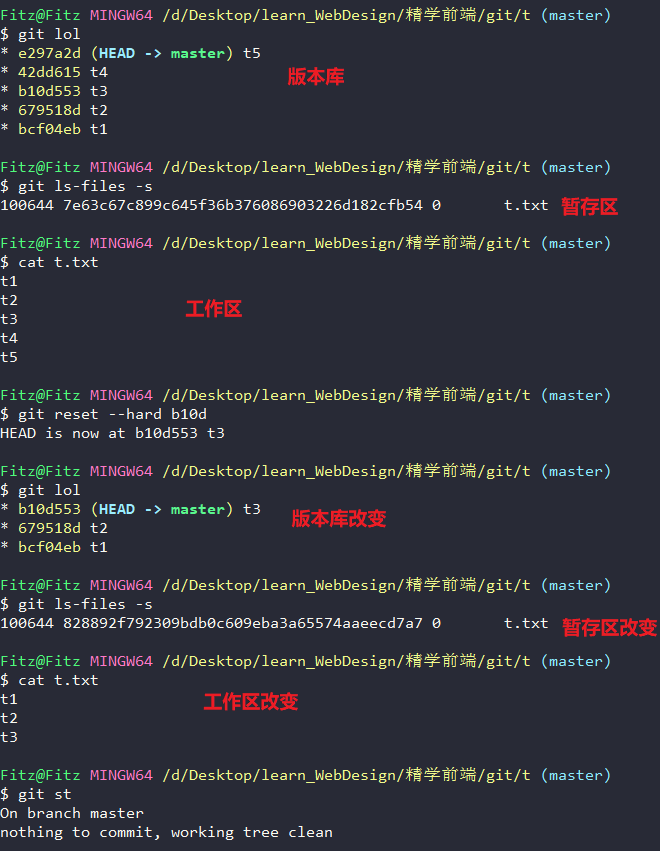 Fitz@Fitz MINGW64 /d/Desktop/learn_WebDesign/精学前端/git/t (master)
$ git lol
* e297a2d (HEAD -> master) t5
* 42dd615 t4
版本库
* b10d553 t3
* 679518d t2
* bcf04eb t1
Fitz@Fitz MINGW64 /d/Desktop/learn_WebDesign/精学前端/git/t (master)
$ git ls-files -s
100644 7e63c67c899c645f36b376086903226d182cfb54 0 t.txt 暂存区
Fitz@Fitz MINGW64 /d/Desktop/learn_WebDesign/精学前端/git/t (master)
$ cat t.txt
t1
t2
工作区
t3
t4
t5
Fitz@Fitz MINGW64 /d/Desktop/learn_WebDesign/精学前端/git/t (master)
$ git reset --hard b10d
HEAD is now at b10d553 t3
Fitz@Fitz MINGW64 /d/Desktop/learn_WebDesign/精学前端/git/t (master)
$ git lol
* b10d553 (HEAD -> master) t3
版本库改变
* 679518d t2
* bcf04eb t1
Fitz@Fitz MINGW64 /d/Desktop/learn_WebDesign/精学前端/git/t (master)
$ git ls-files -s
100644 828892f792309bdb0c609eba3a65574aaeecd7a7 0 t.txt 暂存区改变
Fitz@Fitz MINGW64 /d/Desktop/learn_WebDesign/精学前端/git/t (master)
$ cat t.txt
t1
工作区改变
t2
t3
Fitz@Fitz MINGW64 /d/Desktop/learn_WebDesign/精学前端/git/t (master)
$ git st
On branch master
nothing to commit, working tree clean